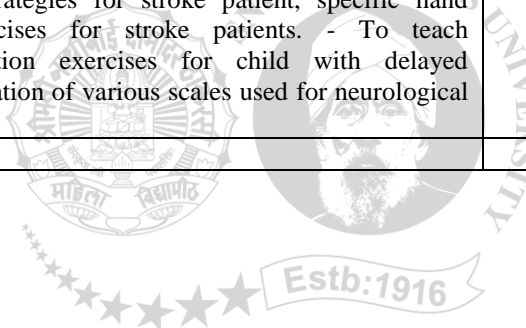 rategies for stroke patient, specific hand
cises for stroke patients. - To teach
tion exercises for child with delayed
ation of various scales used for neurological
महिला विद्यापीठ
UNIVERSITY
Estb:1916